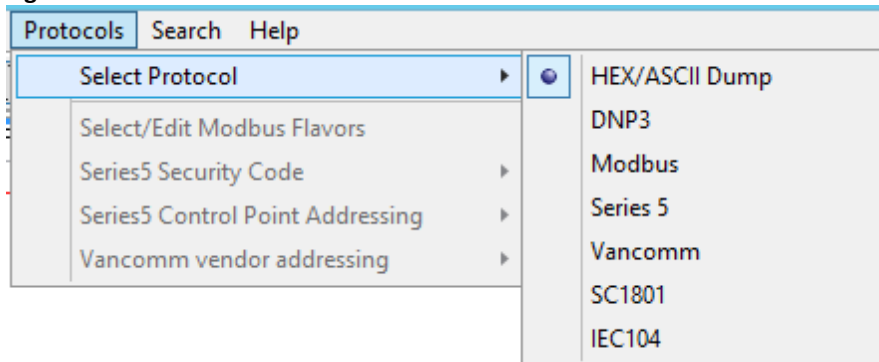 Protocols Search Help
Select Protocol
Select/Edit Modbus Flavors
Series5 Security Code
Series5 Control Point Addressing
Vancomm vendor addressing
HEX/ASCII Dump
DNP3
Modbus
Series 5
Vancomm
SC1801
IEC104